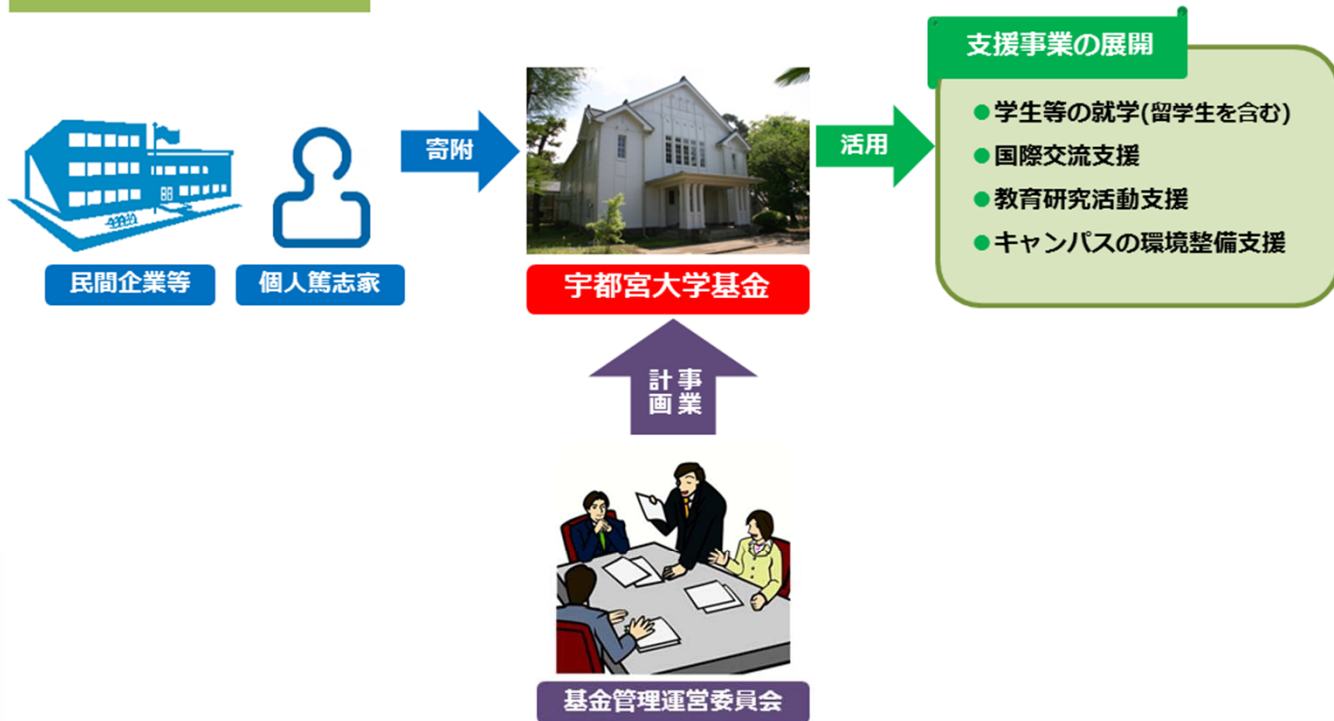 支援事業の展開
●学生等の就学(留学生を含む)
●国際交流支援
●教育研究活動支援
●キャンパスの環境整備支援
寄附
活用
民間企業等
個人篤志家
宇都宮大学基金
事業
計画
基金管理運営委員会